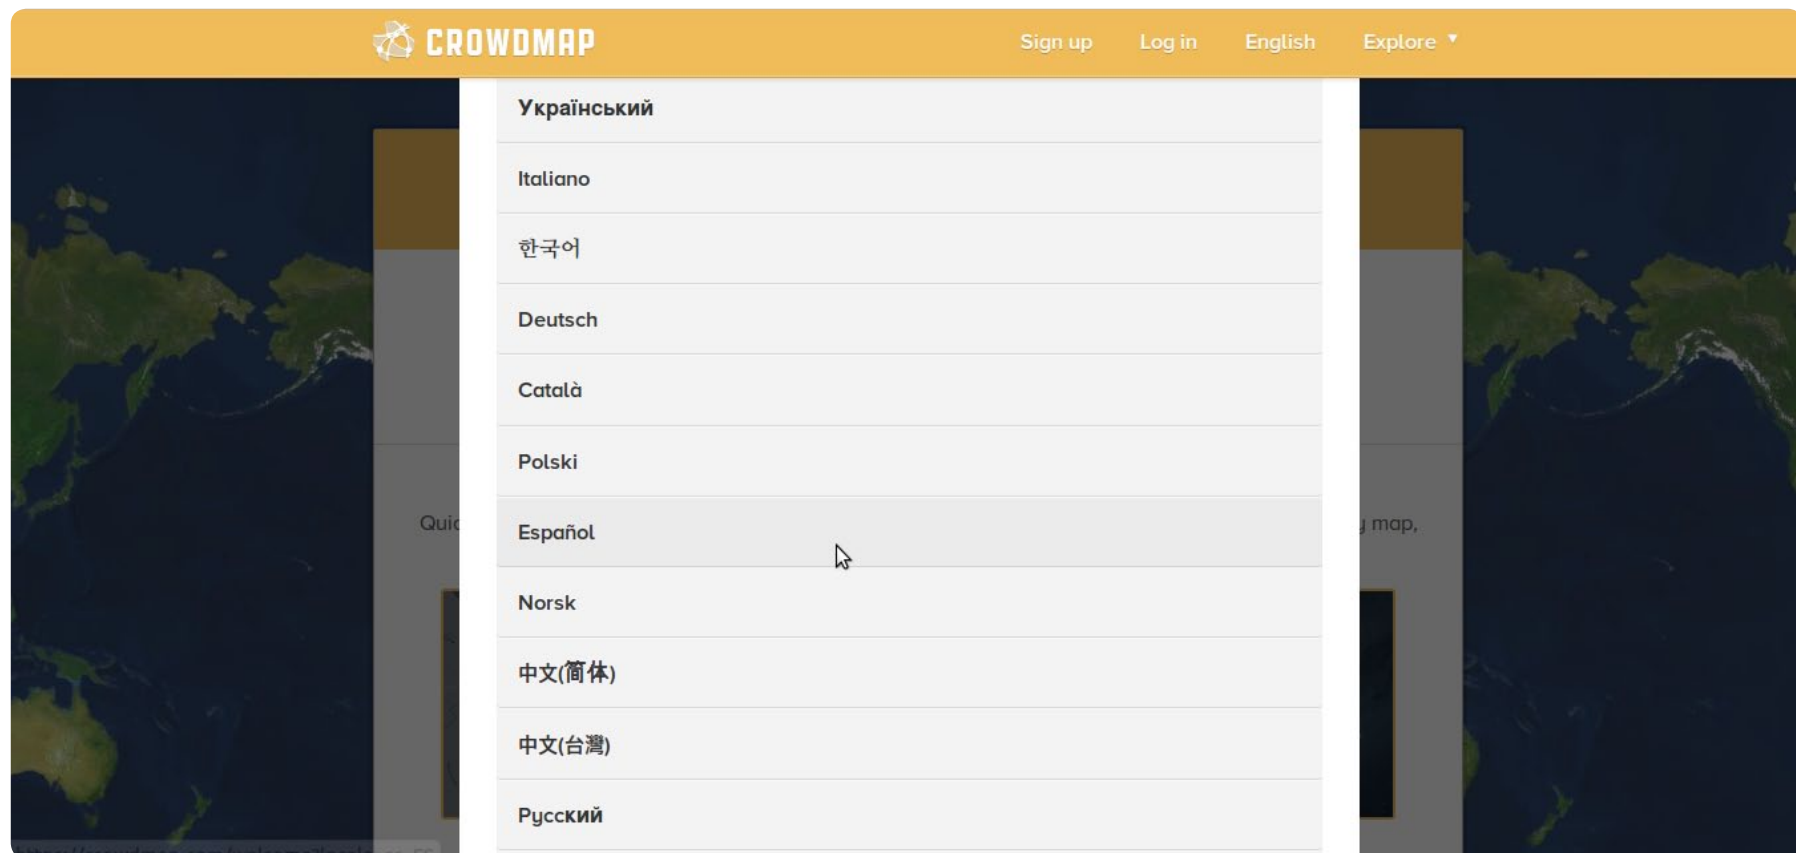 CROWDMAP
Sign up
Log in
English
Explore ▼
Український
Italiano
한국어
Deutsch
Català
Polski
Español
Norsk
中文(简体)
中文(台灣)
Русский
map,